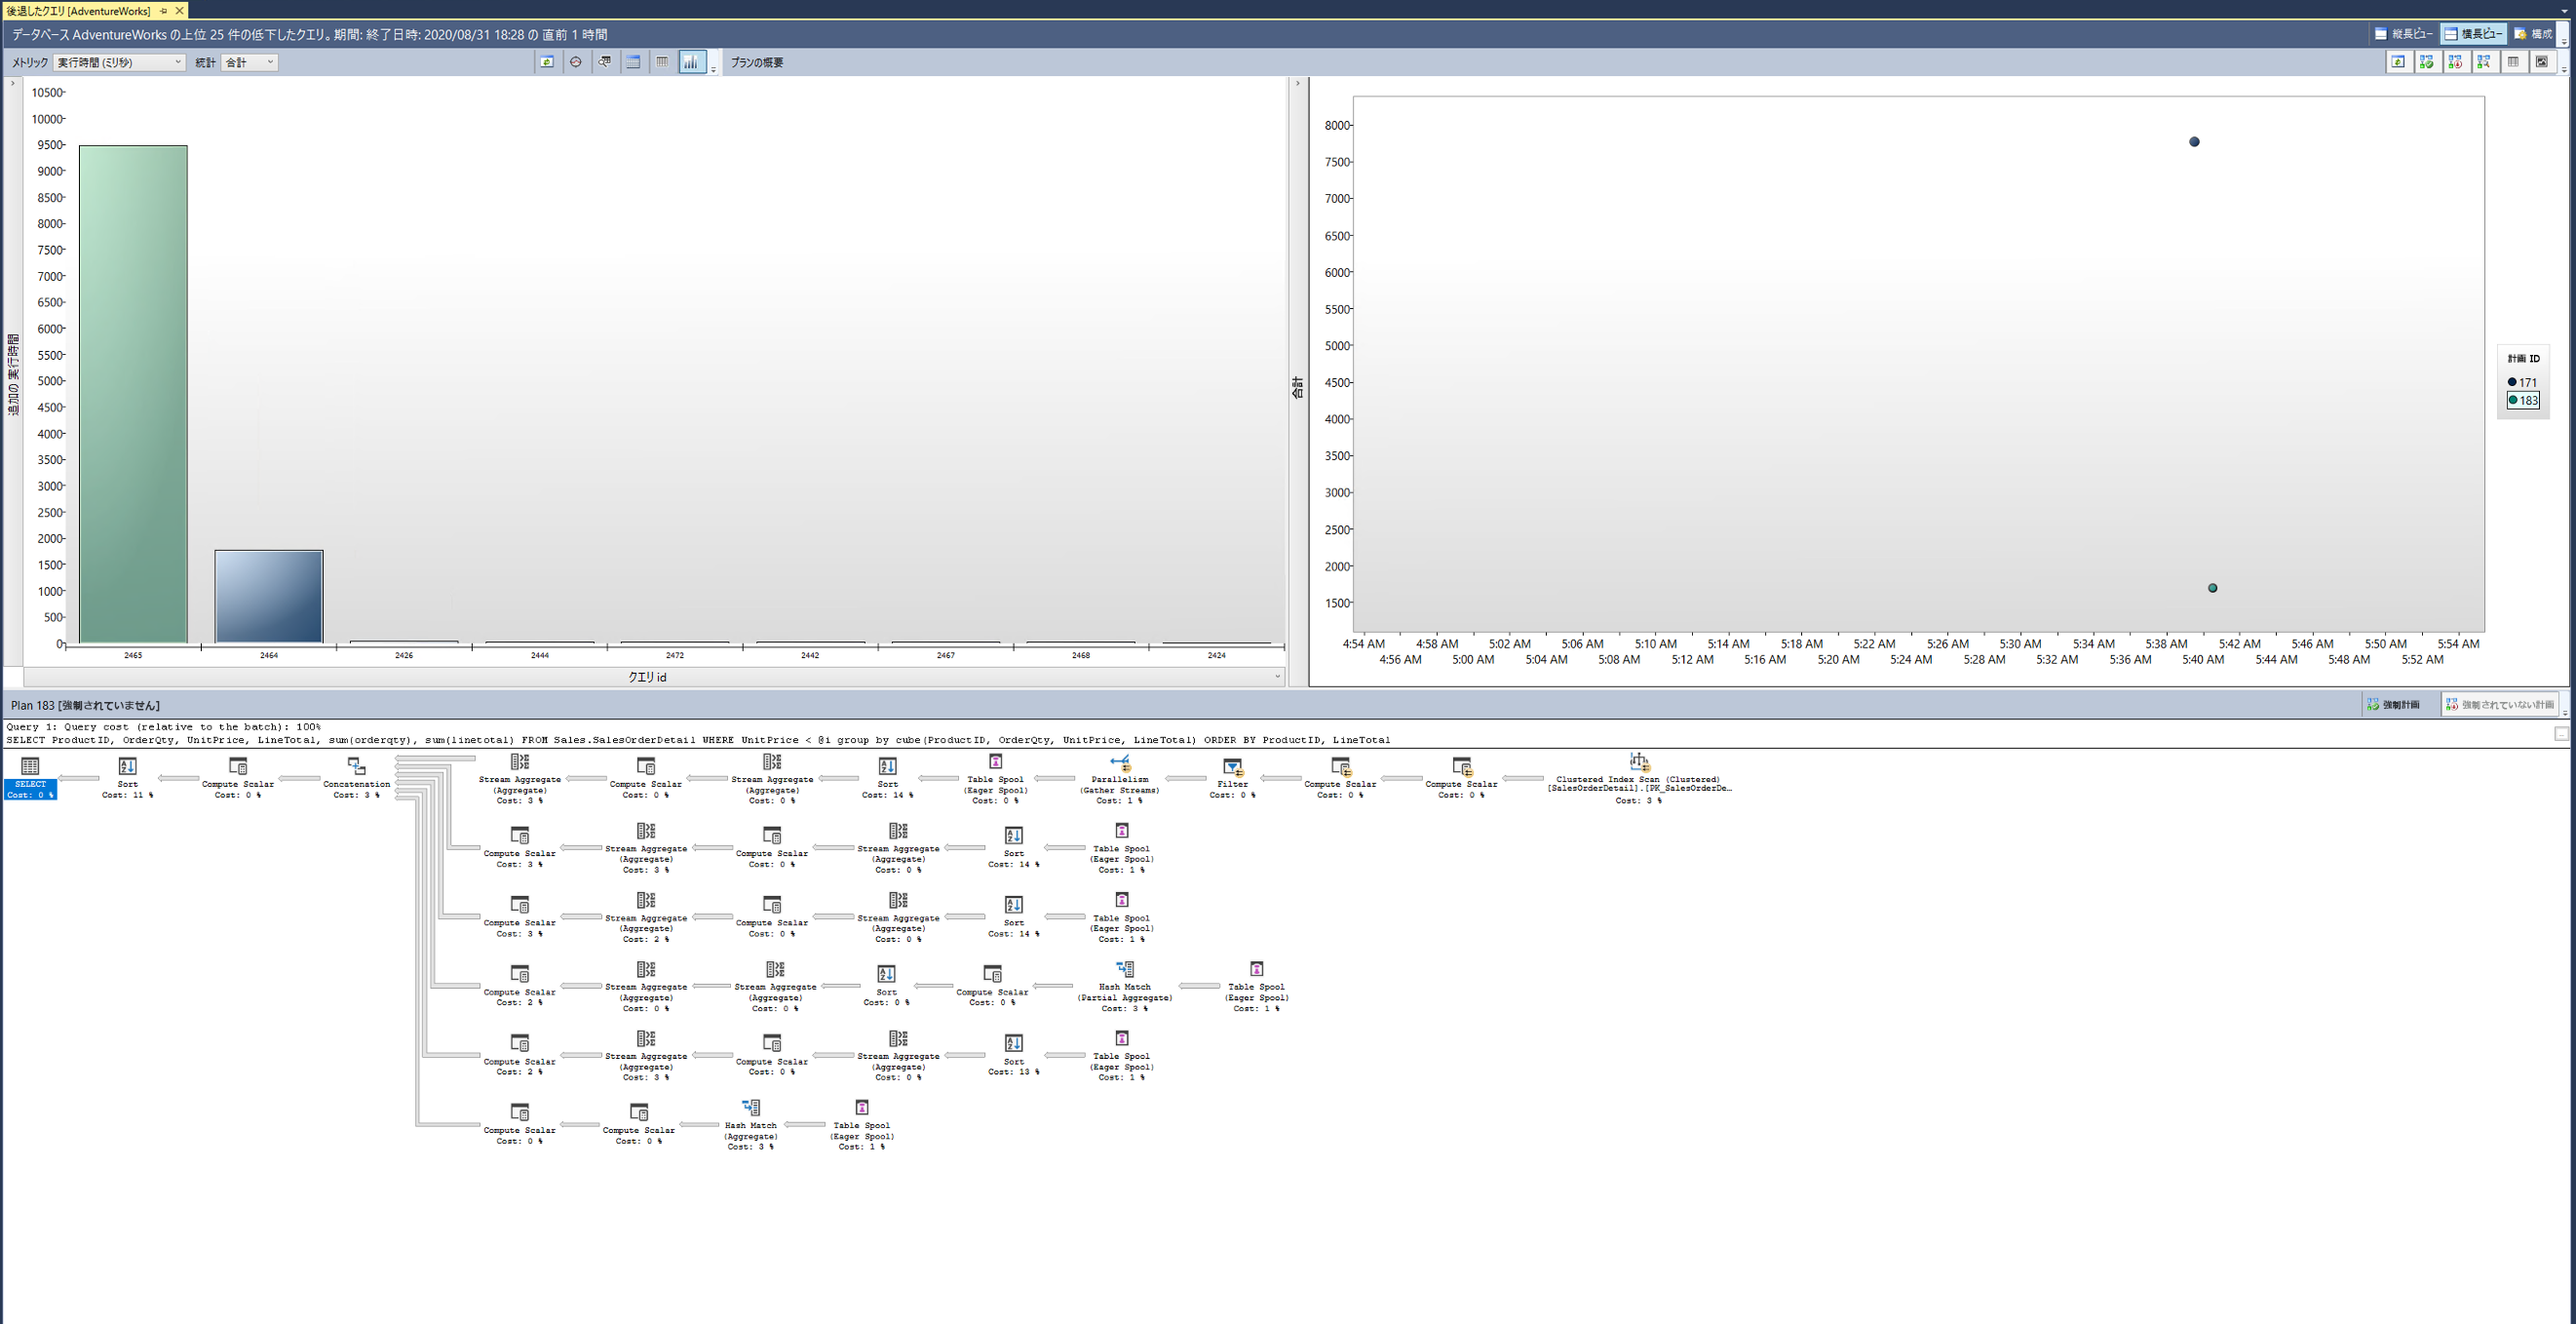 後退したクエリ [AdventureWorks]
データベース AdventureWorks の上位 25 件の低下したクエリ。期間: 終了日時: 2020/08/31 18:28 の 直前 1 時間
縦長ビュー 横長ビュー 構成
メトリック 実行時間 (ミリ秒) 統計 合計 プランの概要
10500
10000
9500
9000
8500
8000
7500
7000
6500
6000
5500
5000
4500
4000
3500
3000
2500
2000
1500
1000
500
0
追加の 実行時間
2465 2464 2426 2444 2472 2442 2467 2468 2424
クエリ id
合計
8000
7500
7000
6500
6000
5500
5000
4500
4000
3500
3000
2500
2000
1500
4:54 AM 4:58 AM 5:02 AM 5:06 AM 5:10 AM 5:14 AM 5:18 AM 5:22 AM 5:26 AM 5:30 AM 5:34 AM 5:38 AM 5:42 AM 5:46 AM 5:50 AM 5:54 AM
4:56 AM 5:00 AM 5:04 AM 5:08 AM 5:12 AM 5:16 AM 5:20 AM 5:24 AM 5:28 AM 5:32 AM 5:36 AM 5:40 AM 5:44 AM 5:48 AM 5:52 AM
計画 ID
171
183
Plan 183 [強制されていません]
強制計画 強制されていない計画
Query 1: Query cost (relative to the batch): 100%
SELECT ProductID, OrderQty, UnitPrice, LineTotal, sum(orderqty), sum(linetotal) FROM Sales.SalesOrderDetail WHERE UnitPrice < @i group by cube(ProductID, OrderQty, UnitPrice, LineTotal) ORDER BY ProductID, LineTotal
SELECT
Cost: 0 %
Sort
Cost: 11 %
Compute Scalar
Cost: 0 %
Concatenation
Cost: 3 %
Stream Aggregate
(Aggregate)
Cost: 3 %
Compute Scalar
Cost: 0 %
Stream Aggregate
(Aggregate)
Cost: 0 %
Sort
Cost: 14 %
Table Spool
(Eager Spool)
Cost: 0 %
Parallelism
(Gather Streams)
Cost: 1 %
Filter
Cost: 0 %
Compute Scalar
Cost: 0 %
Compute Scalar
Cost: 0 %
Clustered Index Scan (Clustered)
[SalesOrderDetail].[PK_SalesOrderDe…
Cost: 3 %
Compute Scalar
Cost: 3 %
Stream Aggregate
(Aggregate)
Cost: 3 %
Compute Scalar
Cost: 0 %
Stream Aggregate
(Aggregate)
Cost: 0 %
Sort
Cost: 14 %
Table Spool
(Eager Spool)
Cost: 1 %
Compute Scalar
Cost: 3 %
Stream Aggregate
(Aggregate)
Cost: 2 %
Compute Scalar
Cost: 0 %
Stream Aggregate
(Aggregate)
Cost: 0 %
Sort
Cost: 14 %
Table Spool
(Eager Spool)
Cost: 1 %
Compute Scalar
Cost: 2 %
Stream Aggregate
(Aggregate)
Cost: 0 %
Stream Aggregate
(Aggregate)
Cost: 0 %
Sort
Cost: 0 %
Compute Scalar
Cost: 0 %
Hash Match
(Partial Aggregate)
Cost: 3 %
Table Spool
(Eager Spool)
Cost: 1 %
Compute Scalar
Cost: 2 %
Stream Aggregate
(Aggregate)
Cost: 3 %
Compute Scalar
Cost: 0 %
Stream Aggregate
(Aggregate)
Cost: 0 %
Sort
Cost: 13 %
Table Spool
(Eager Spool)
Cost: 1 %
Compute Scalar
Cost: 0 %
Compute Scalar
Cost: 0 %
Hash Match
(Aggregate)
Cost: 3 %
Table Spool
(Eager Spool)
Cost: 1 %